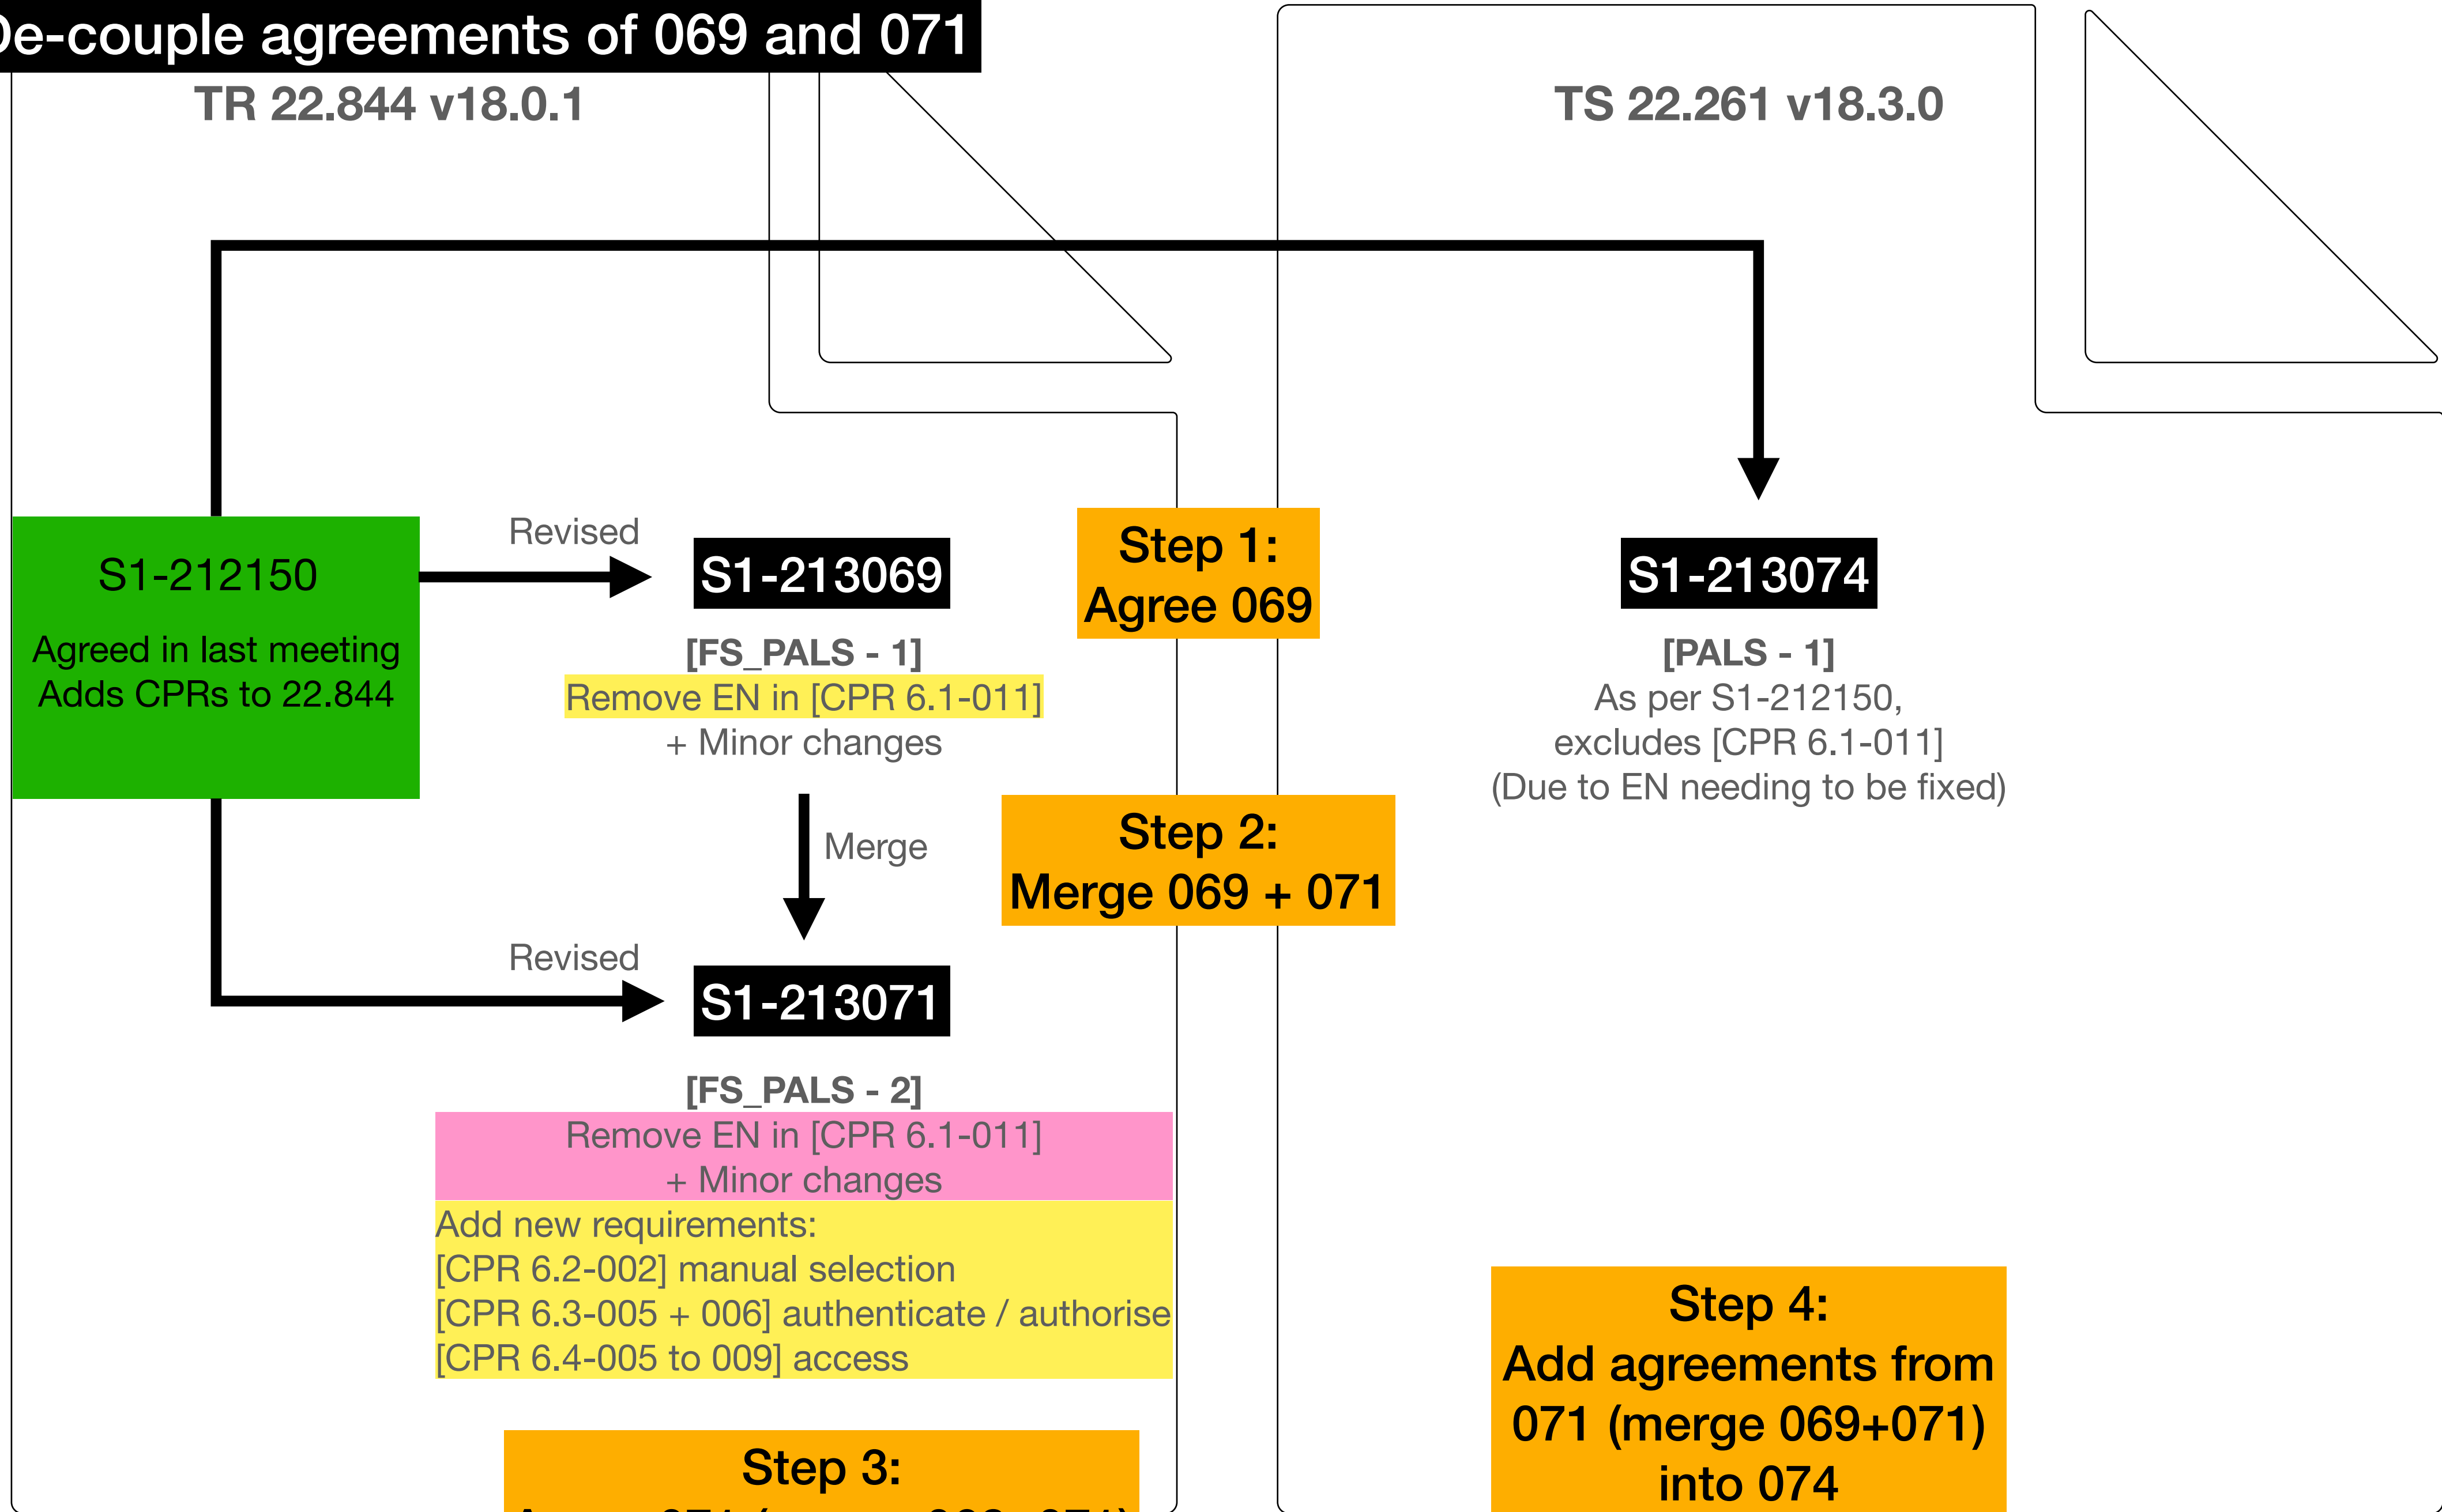 De-couple agreements of 069 and 071
TR 22.844 v18.0.1
TS 22.261 v18.3.0
S1-212150
Agreed in last meeting
Adds CPRs to 22.844
Revised
S1-213069
[FS_PALS - 1]
Remove EN in [CPR 6.1-011]
+ Minor changes
Step 1:
Agree 069
S1-213074
[PALS - 1]
As per S1-212150,
excludes [CPR 6.1-011]
(Due to EN needing to be fixed)
Merge
Step 2:
Merge 069 + 071
Revised
S1-213071
[FS_PALS - 2]
Remove EN in [CPR 6.1-011]
+ Minor changes
Add new requirements:
[CPR 6.2-002] manual selection
[CPR 6.3-005 + 006] authenticate / authorise
[CPR 6.4-005 to 009] access
Step 3:
Step 4:
Add agreements from
071 (merge 069+071)
into 074